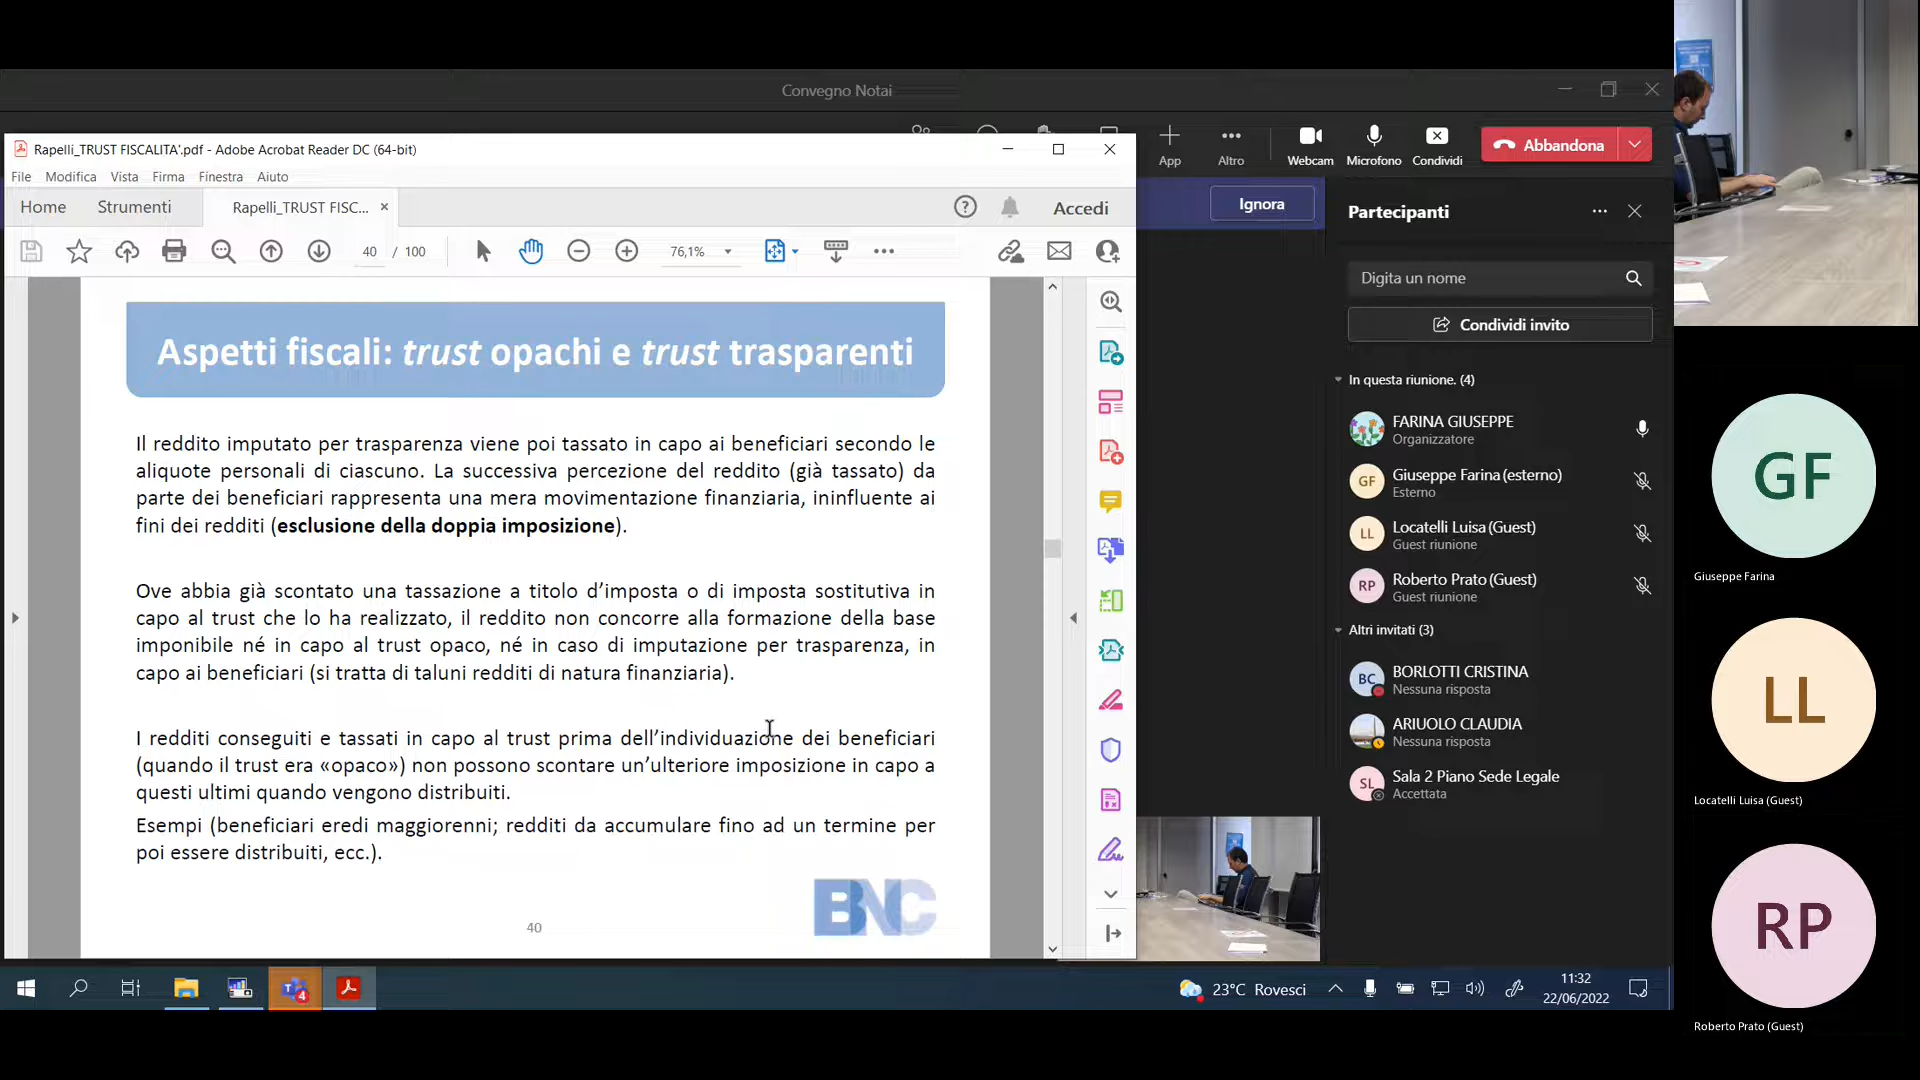 Convegno Notai
Rapelli_TRUST FISCALITA'.pdf - Adobe Acrobat Reader DC (64-bit)
File Modifica Vista Firma Finestra Aiuto
Home Strumenti Rapelli_TRUST FISC... Accedi
40 / 100 76,1%
Aspetti fiscali: trust opachi e trust trasparenti
Il reddito imputato per trasparenza viene poi tassato in capo ai beneficiari secondo le
aliquote personali di ciascuno. La successiva percezione del reddito (già tassato) da
parte dei beneficiari rappresenta una mera movimentazione finanziaria, ininfluente ai
fini dei redditi (esclusione della doppia imposizione).
Ove abbia già scontato una tassazione a titolo d’imposta o di imposta sostitutiva in
capo al trust che lo ha realizzato, il reddito non concorre alla formazione della base
imponibile né in capo al trust opaco, né in caso di imputazione per trasparenza, in
capo ai beneficiari (si tratta di taluni redditi di natura finanziaria).
I redditi conseguiti e tassati in capo al trust prima dell’individuazione dei beneficiari
(quando il trust era «opaco») non possono scontare un’ulteriore imposizione in capo a
questi ultimi quando vengono distribuiti.
Esempi (beneficiari eredi maggiorenni; redditi da accumulare fino ad un termine per
poi essere distribuiti, ecc.).
BNC
40
App Altro Webcam Microfono Condividi Abbandona
Ignora
Partecipanti
Digita un nome
Condividi invito
In questa riunione. (4)
FARINA GIUSEPPE
Organizzatore
GF Giuseppe Farina (esterno)
Esterno
LL Locatelli Luisa (Guest)
Guest riunione
RP Roberto Prato (Guest)
Guest riunione
Altri invitati (3)
BC BORLOTTI CRISTINA
Nessuna risposta
ARIUOLO CLAUDIA
Nessuna risposta
SL Sala 2 Piano Sede Legale
Accettata
4
23°C Rovesci
11:32
22/06/2022
GF
Giuseppe Farina
LL
Locatelli Luisa (Guest)
RP
Roberto Prato (Guest)